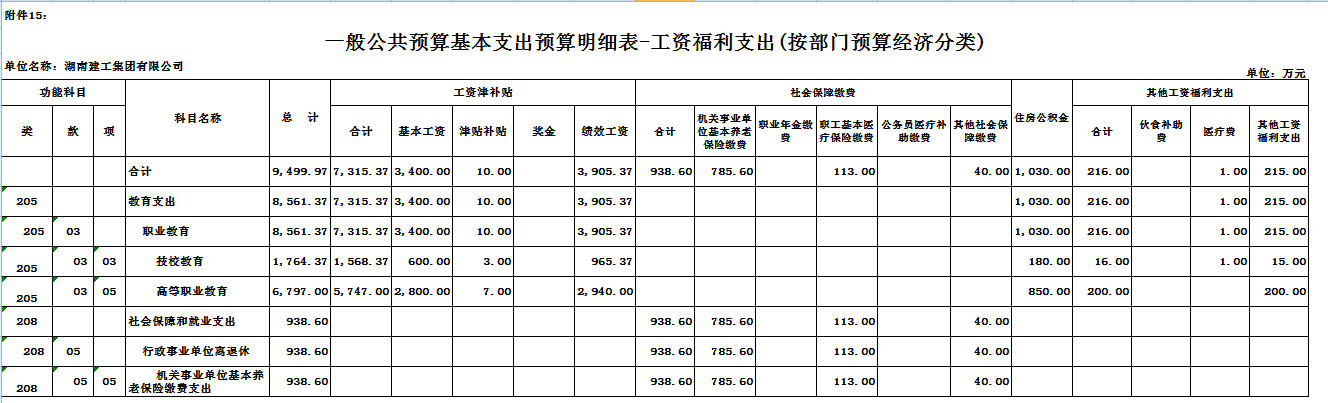 附件15：
一般公共预算基本支出预算明细表-工资福利支出(按部门预算经济分类)
单位名称：湖南建工集团有限公司
单位：万元
功能科目 科目名称 总 计 工资津补贴 社会保障缴费 住房公积金 其他工资福利支出
类 款 项 合计 基本工资 津贴补贴 奖金 绩效工资 合计 机关事业单位基本养老保险缴费 职业年金缴费 职工基本医疗保险缴费 公务员医疗补助缴费 其他社会保障缴费 合计 伙食补助费 医疗费 其他工资福利支出
合计 9,499.97 7,315.37 3,400.00 10.00 3,905.37 938.60 785.60 113.00 40.00 1,030.00 216.00 1.00 215.00
205 教育支出 8,561.37 7,315.37 3,400.00 10.00 3,905.37 1,030.00 216.00 1.00 215.00
205 03 职业教育 8,561.37 7,315.37 3,400.00 10.00 3,905.37 1,030.00 216.00 1.00 215.00
205 03 03 技校教育 1,764.37 1,568.37 600.00 3.00 965.37 180.00 16.00 1.00 15.00
205 03 05 高等职业教育 6,797.00 5,747.00 2,800.00 7.00 2,940.00 850.00 200.00 200.00
208 社会保障和就业支出 938.60 938.60 785.60 113.00 40.00
208 05 行政事业单位离退休 938.60 938.60 785.60 113.00 40.00
208 05 05 机关事业单位基本养老保险缴费支出 938.60 938.60 785.60 113.00 40.00